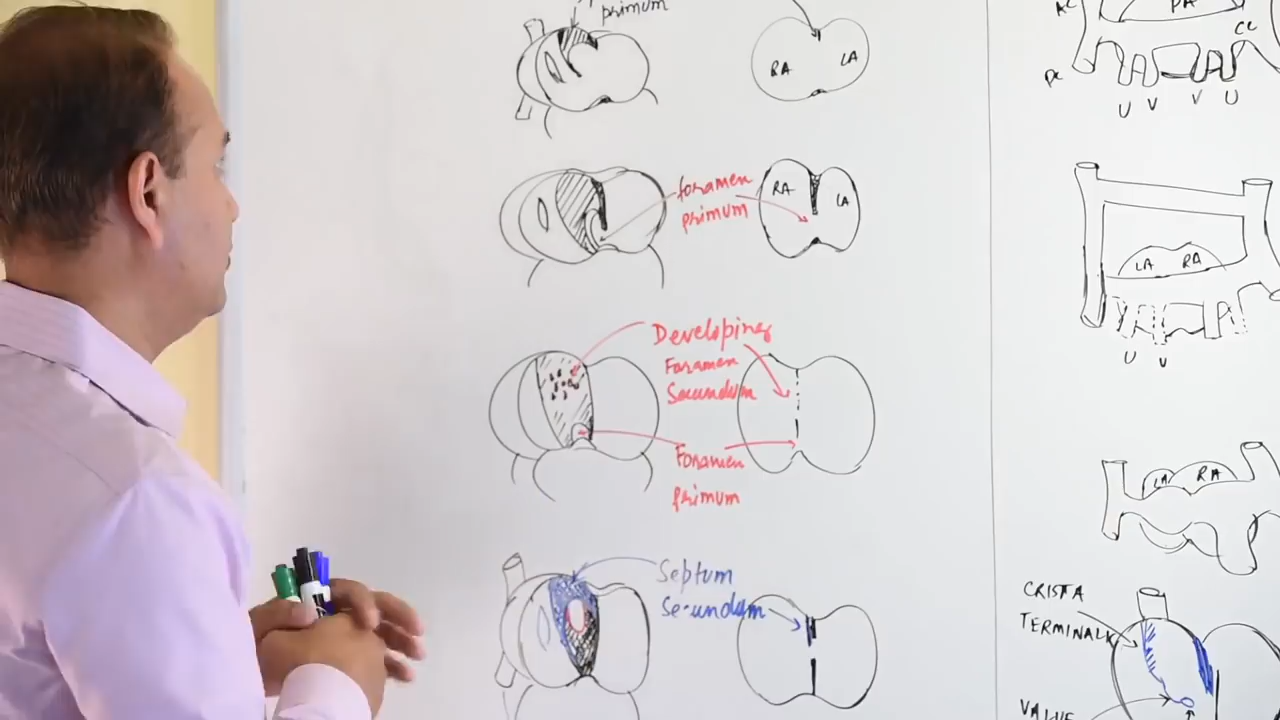 primum
RA
LA
foramen
primum
RA
LA
Developing
Foramen
Secundum
Foramen
primum
Septum
Secundum
RA
CC
U
V
V
U
LA
RA
U
V
LA
RA
CRISTA
TERMINALIS
VALVE